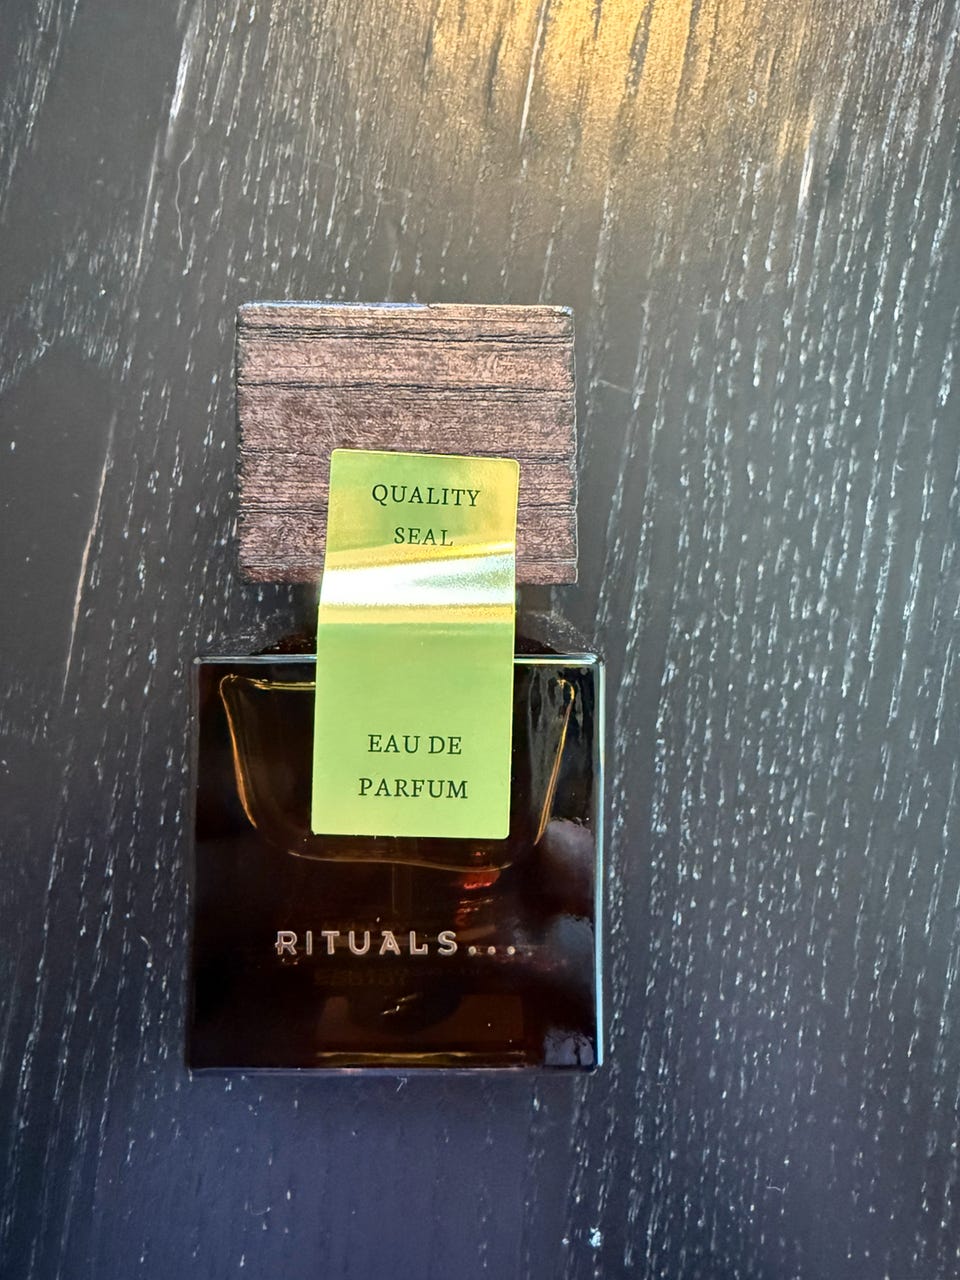 QUALITY
SEAL
EAU DE
PARFUM
RITUALS...